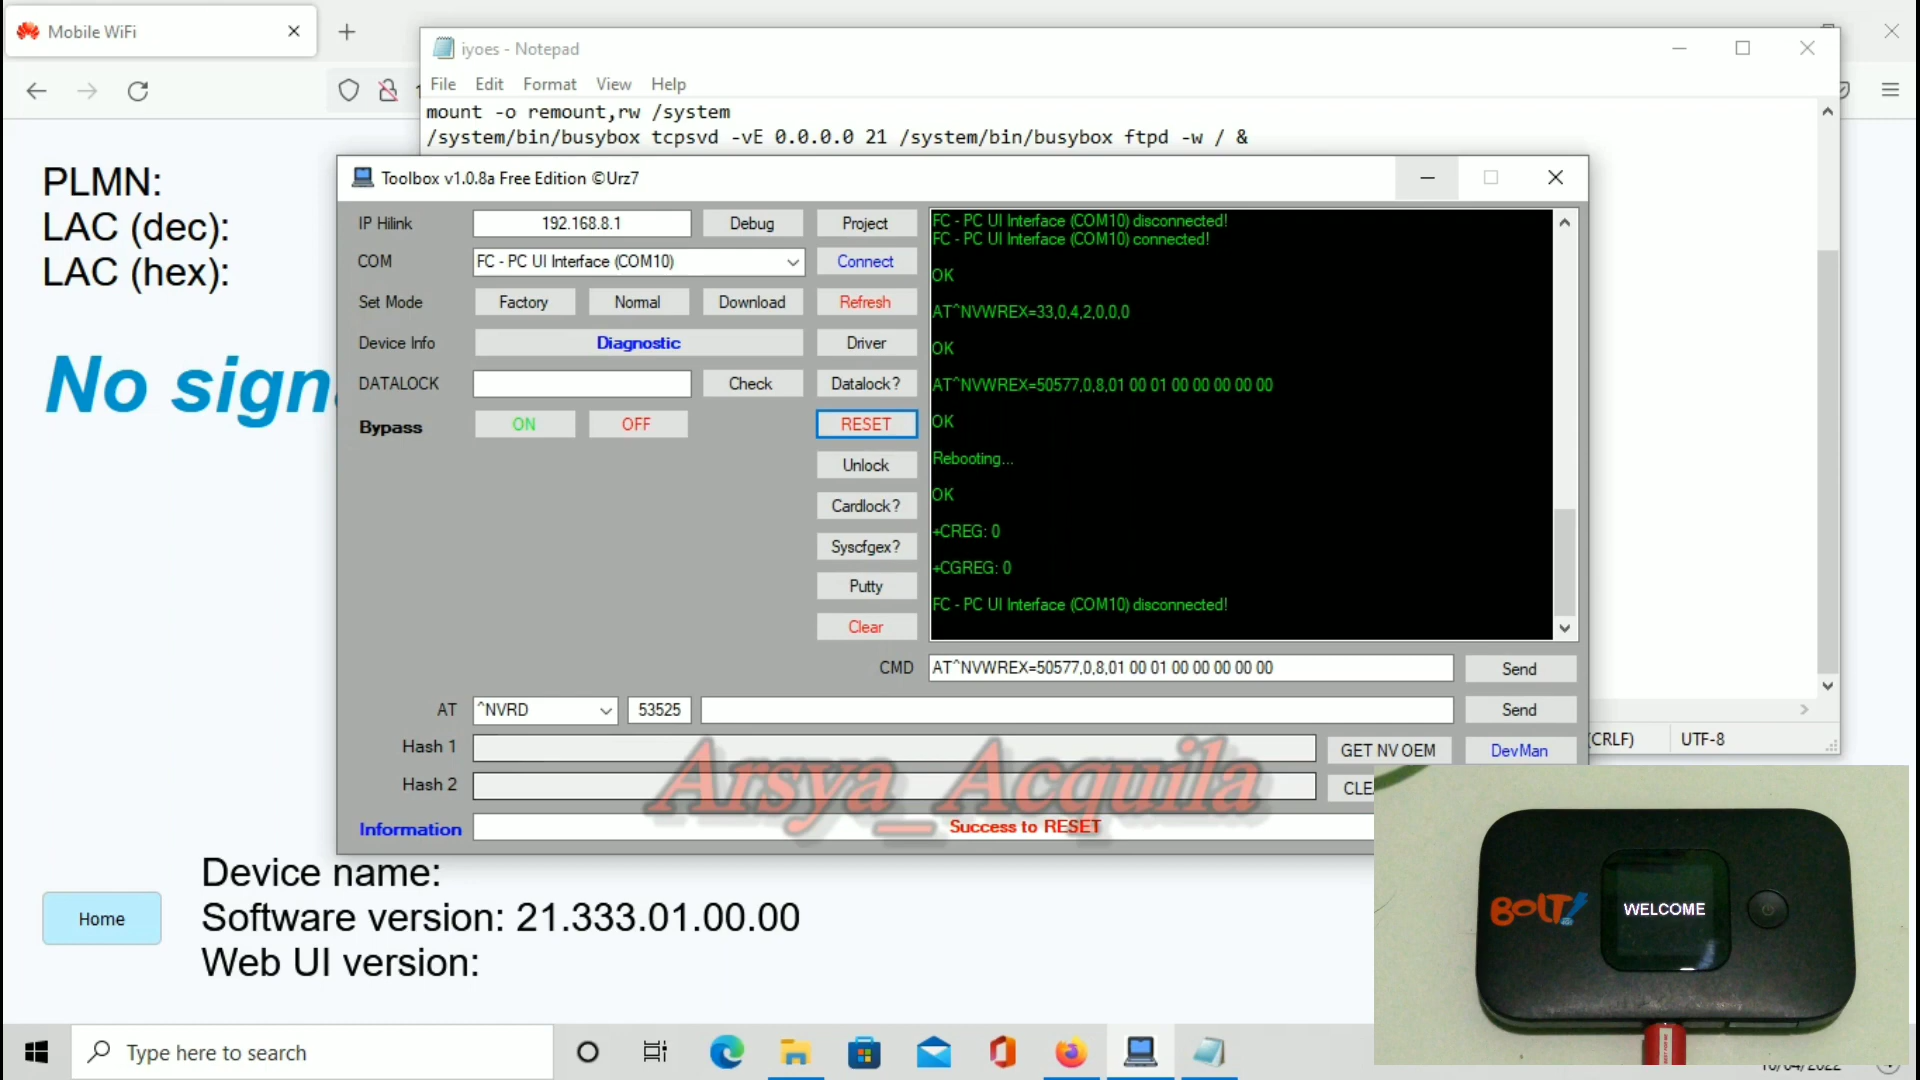 Mobile WiFi
iyoes - Notepad
File Edit Format View Help
mount -o remount,rw /system
/system/bin/busybox tcpsvd -vE 0.0.0.0 21 /system/bin/busybox ftpd -w / &
PLMN:
LAC (dec):
LAC (hex):
No sign
Toolbox v1.0.8a Free Edition ©Urz7
IP Hilink 192.168.8.1 Debug Project
COM FC - PC UI Interface (COM10) Connect
Set Mode Factory Normal Download Refresh
Device Info Diagnostic Driver
DATALOCK Check Datalock?
Bypass ON OFF RESET
Unlock
Cardlock?
Syscfgex?
Putty
Clear
FC - PC UI Interface (COM10) disconnected!
FC - PC UI Interface (COM10) connected!
OK
AT^NVWREX=33,0,4,2,0,0,0
OK
AT^NVWREX=50577,0,8,01 00 01 00 00 00 00 00
OK
Rebooting...
OK
+CREG: 0
+CGREG: 0
FC - PC UI Interface (COM10) disconnected!
CMD AT^NVWREX=50577,0,8,01 00 01 00 00 00 00 00 Send
AT ^NVRD 53525 Send
Hash 1 GET NV OEM DevMan
Hash 2 CLE
Information Success to RESET
Arsya_Acquila
(CRLF) UTF-8
Device name:
Home Software version: 21.333.01.00.00
Web UI version:
BOLT!
WELCOME
Type here to search